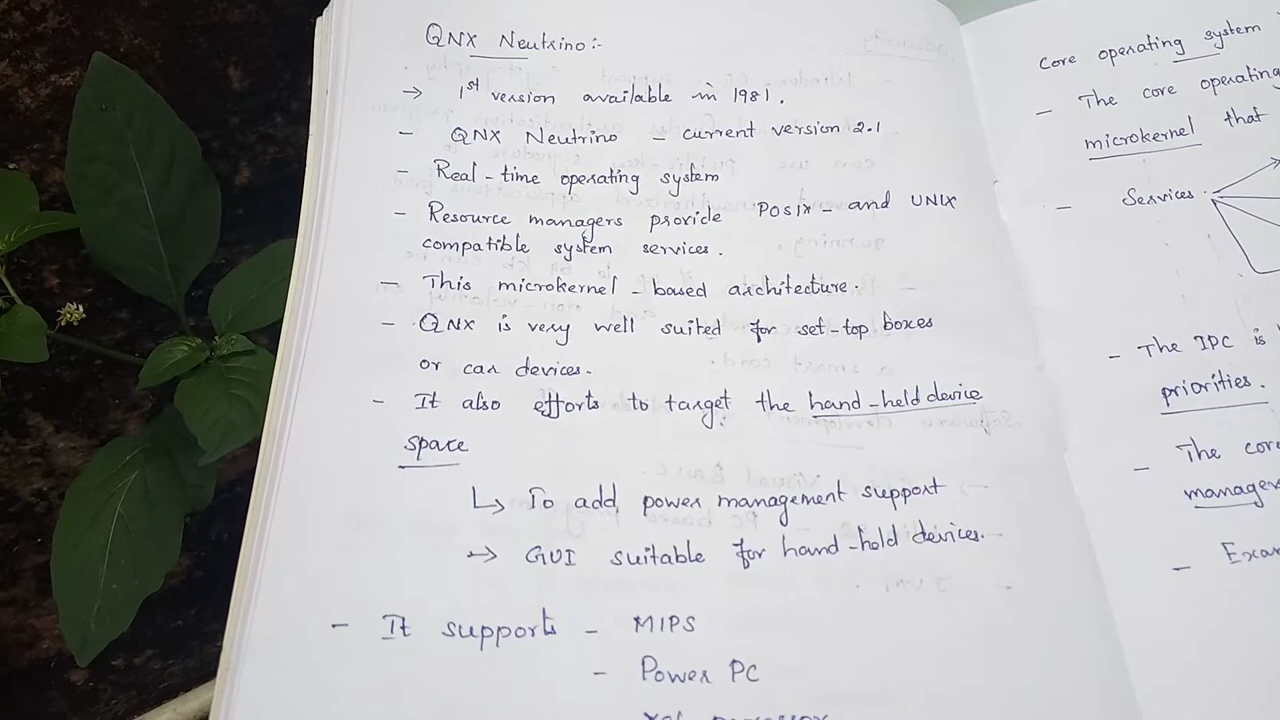 QNX Neutrino :-
→ 1st version available in 1981.
- QNX Neutrino - current version 2.1
- Real-time operating system
- Resource managers provide POSIX - and UNIX
compatible system services.
- This microkernel-based architecture.
- QNX is very well suited for set-top boxes
or car devices.
- It also efforts to target the hand-held device
space
↳ To add power management support
↳ GUI suitable for hand-held devices.
- It supports - MIPS
- Power PC
Core operating system
- The core operating
microkernel that
- Services
- The IPC is
priorities.
- The core
manager
-